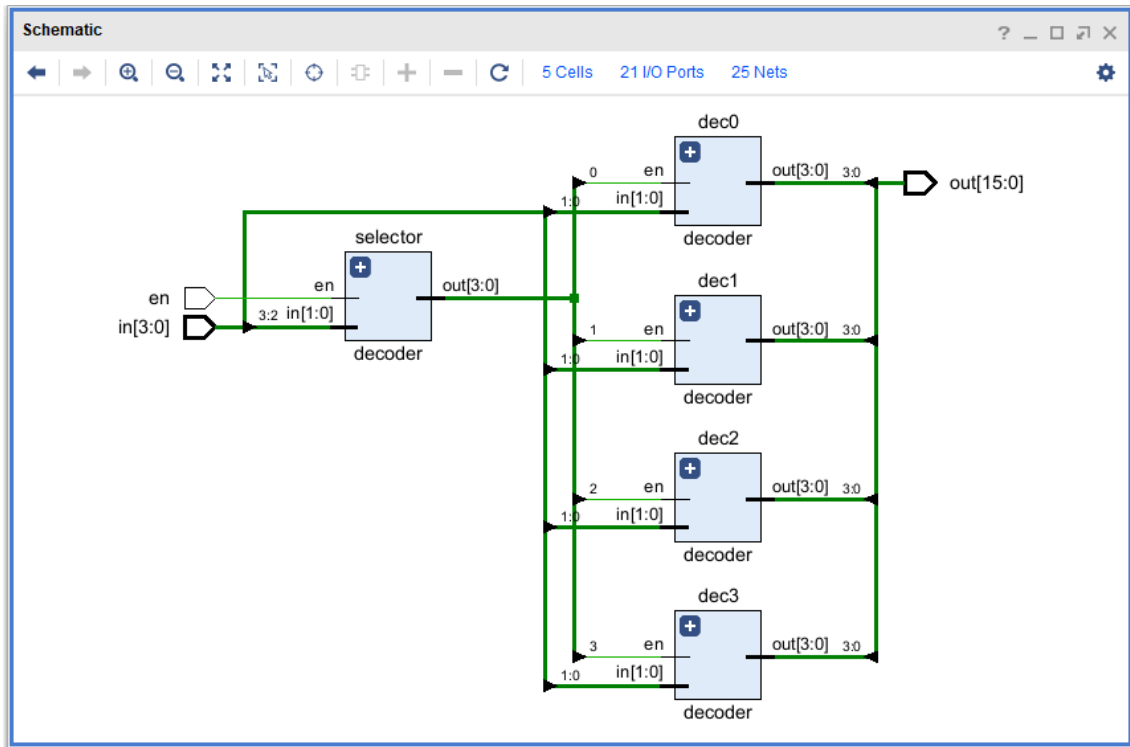 Schematic
5 Cells 21 I/O Ports 25 Nets
dec0
0 en out[3:0] 3:0 out[15:0]
1:0 in[1:0]
decoder
selector
dec1
en en out[3:0]
in[3:0] 3:2 in[1:0]
decoder
1 en out[3:0] 3:0
1:0 in[1:0]
decoder
dec2
2 en out[3:0] 3:0
1:0 in[1:0]
decoder
dec3
3 en out[3:0] 3:0
1:0 in[1:0]
decoder